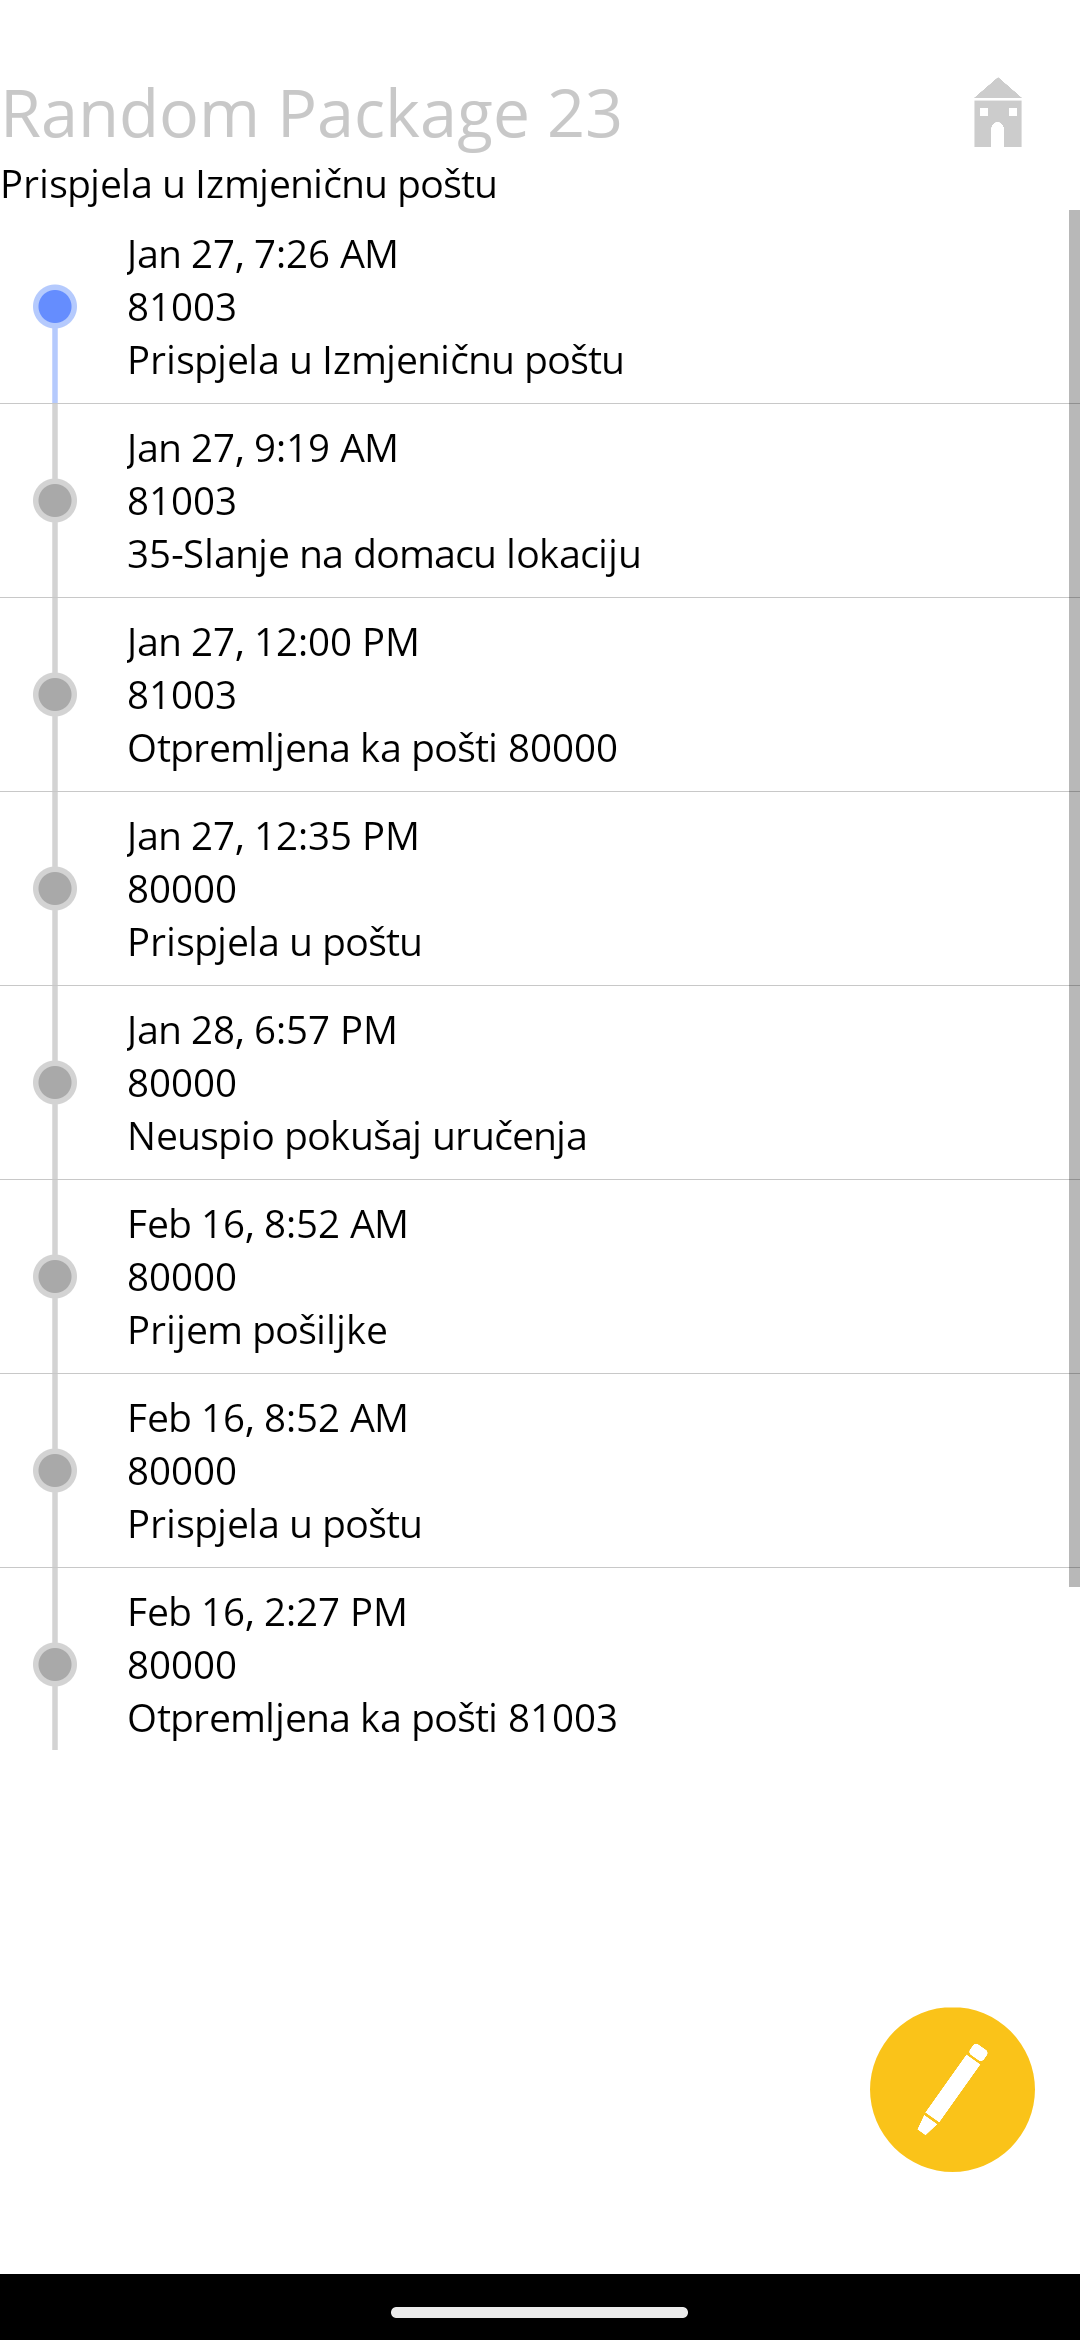 Random Package 23
Prispjela u Izmjeničnu poštu
Jan 27, 7:26 AM
81003
Prispjela u Izmjeničnu poštu
Jan 27, 9:19 AM
81003
35-Slanje na domacu lokaciju
Jan 27, 12:00 PM
81003
Otpremljena ka pošti 80000
Jan 27, 12:35 PM
80000
Prispjela u poštu
Jan 28, 6:57 PM
80000
Neuspio pokušaj uručenja
Feb 16, 8:52 AM
80000
Prijem pošiljke
Feb 16, 8:52 AM
80000
Prispjela u poštu
Feb 16, 2:27 PM
80000
Otpremljena ka pošti 81003